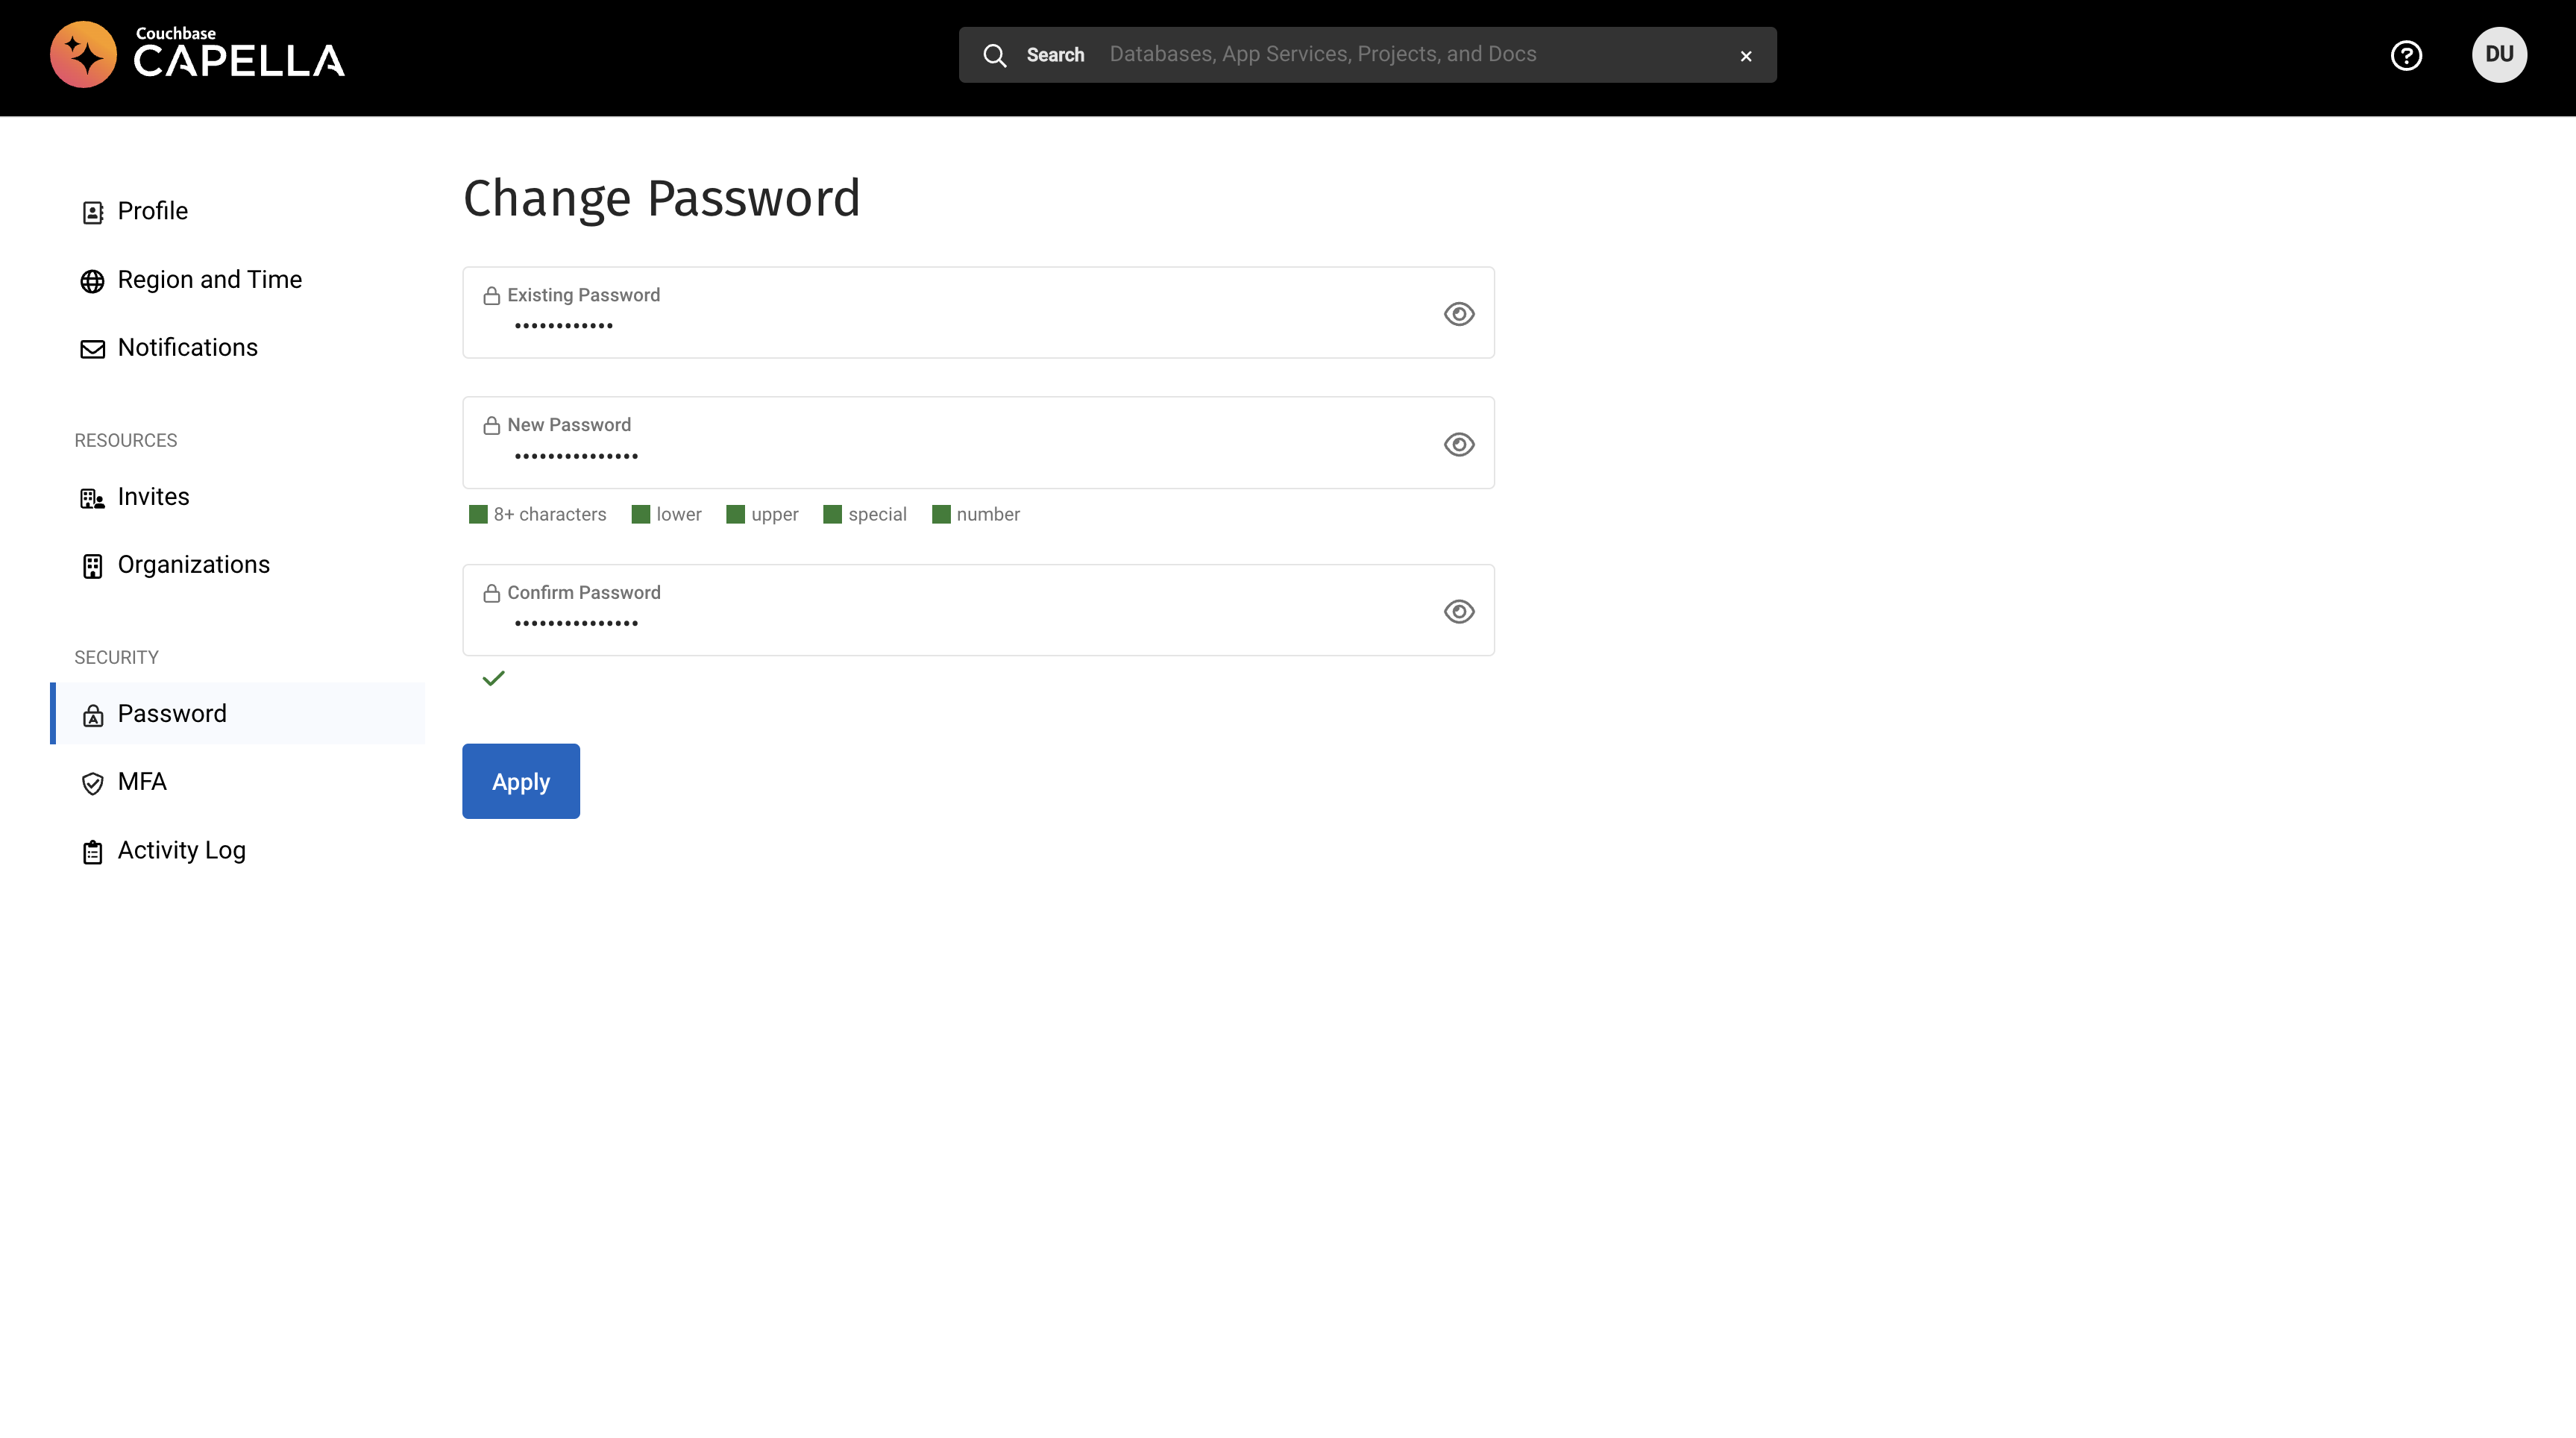 Couchbase
CAPELLA
Search Databases, App Services, Projects, and Docs
DU
Profile
Region and Time
Notifications
RESOURCES
Invites
Organizations
SECURITY
Password
MFA
Activity Log
Change Password
Existing Password
••••••••••••
New Password
•••••••••••••••
8+ characters lower upper special number
Confirm Password
•••••••••••••••
Apply